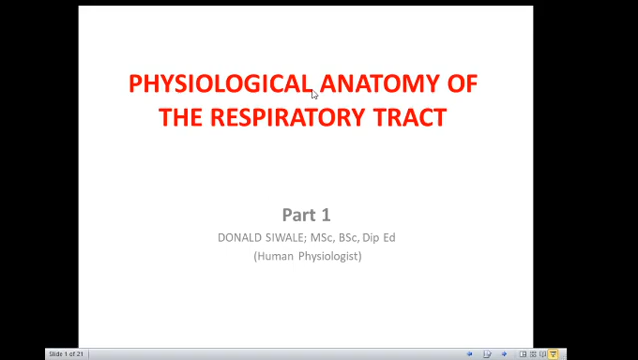 PHYSIOLOGICAL ANATOMY OF
THE RESPIRATORY TRACT
Part 1
DONALD SIWALE; MSc, BSc, Dip Ed
(Human Physiologist)
Slide 1 of 21